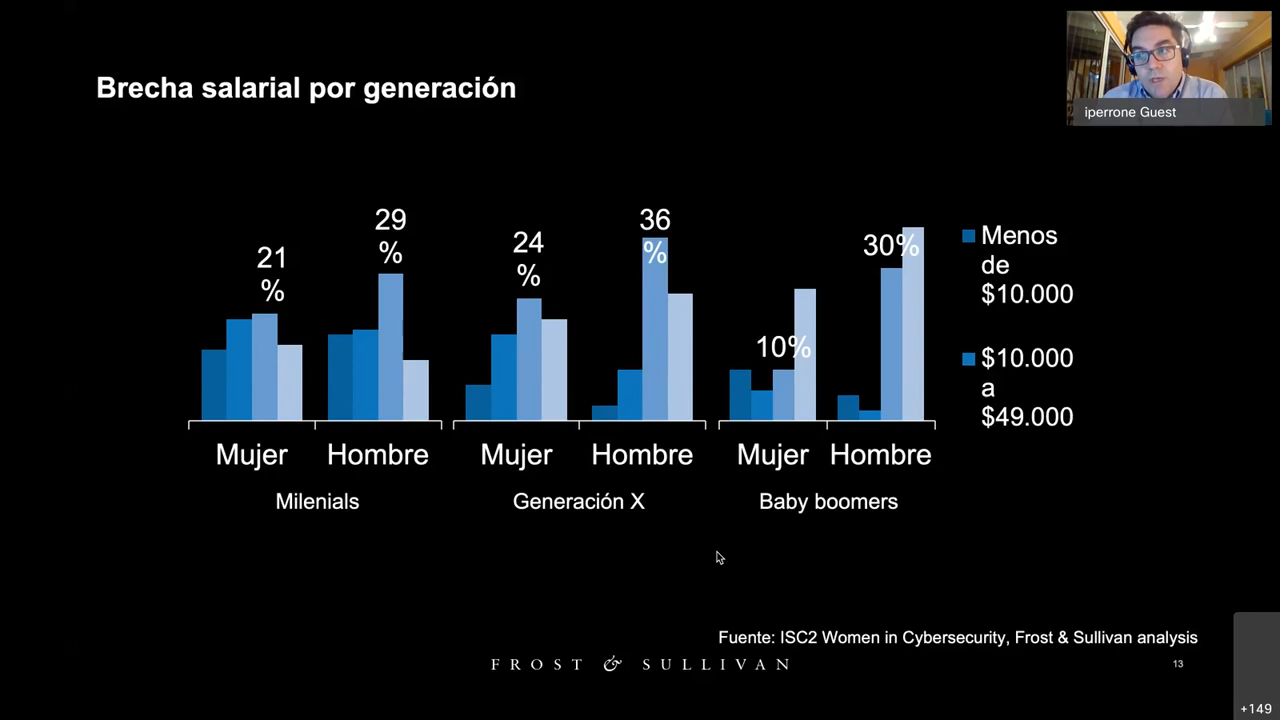 Brecha salarial por generación
iperrone Guest
21
%
29
%
24
%
36
%
10%
30%
Menos
de
$10.000
$10.000
a
$49.000
Mujer
Hombre
Mujer
Hombre
Mujer
Hombre
Milenials
Generación X
Baby boomers
Fuente: ISC2 Women in Cybersecurity, Frost & Sullivan analysis
FROST & SULLIVAN
13
+149